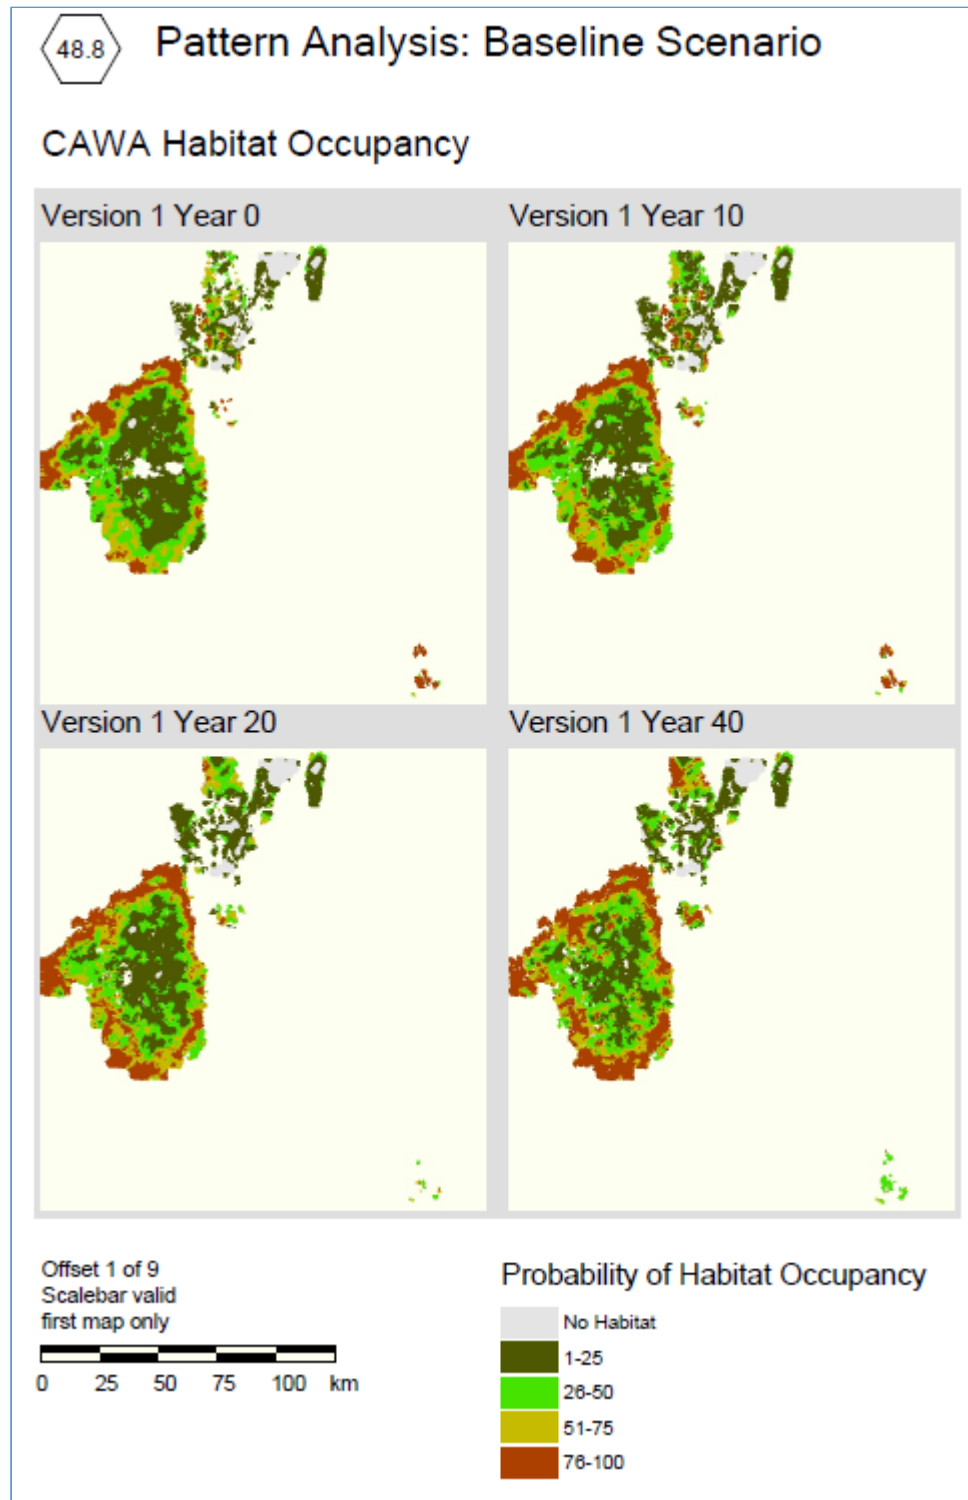 48.8
Pattern Analysis: Baseline Scenario
CAWA Habitat Occupancy
Version 1 Year 0
Version 1 Year 10
Version 1 Year 20
Version 1 Year 40
Offset 1 of 9
Scalebar valid
first map only
0 25 50 75 100 km
Probability of Habitat Occupancy
No Habitat
1-25
26-50
51-75
76-100